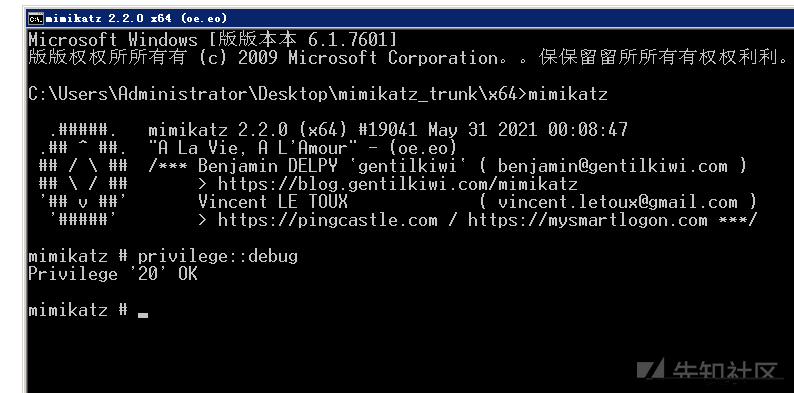 mimikatz 2.2.0 x64 (oe.eo)
Microsoft Windows [版版本本 6.1.7601]
版版权权所所有有 (c) 2009 Microsoft Corporation。。保保留留所所有有权权利利。
C:\Users\Administrator\Desktop\mimikatz_trunk\x64>mimikatz
.#####.   mimikatz 2.2.0 (x64) #19041 May 31 2021 00:08:47
.## ^ ##.  "A La Vie, A L'Amour" - (oe.eo)
## / \ ##  /*** Benjamin DELPY `gentilkiwi` ( benjamin@gentilkiwi.com )
## \ / ##       > https://blog.gentilkiwi.com/mimikatz
'## v ##'       Vincent LE TOUX             ( vincent.letoux@gmail.com )
'#####'        > https://pingcastle.com / https://mysmartlogon.com ***/
mimikatz # privilege::debug
Privilege '20' OK
mimikatz # _
先知社区